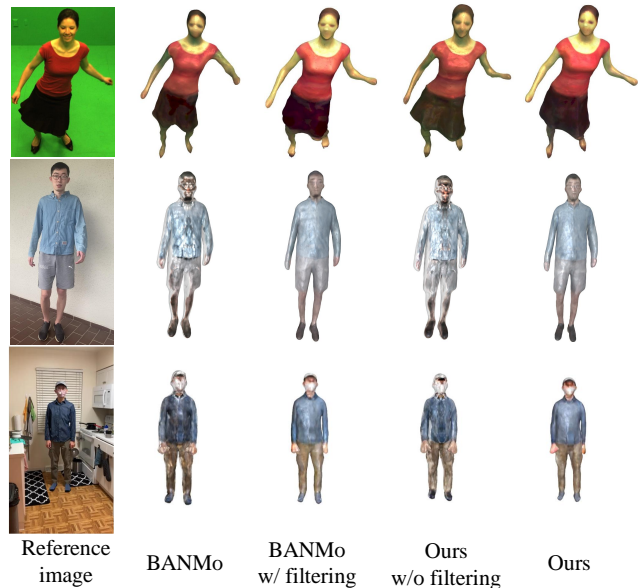 Reference
image
BANMo
BANMo
w/ filtering
Ours
w/o filtering
Ours